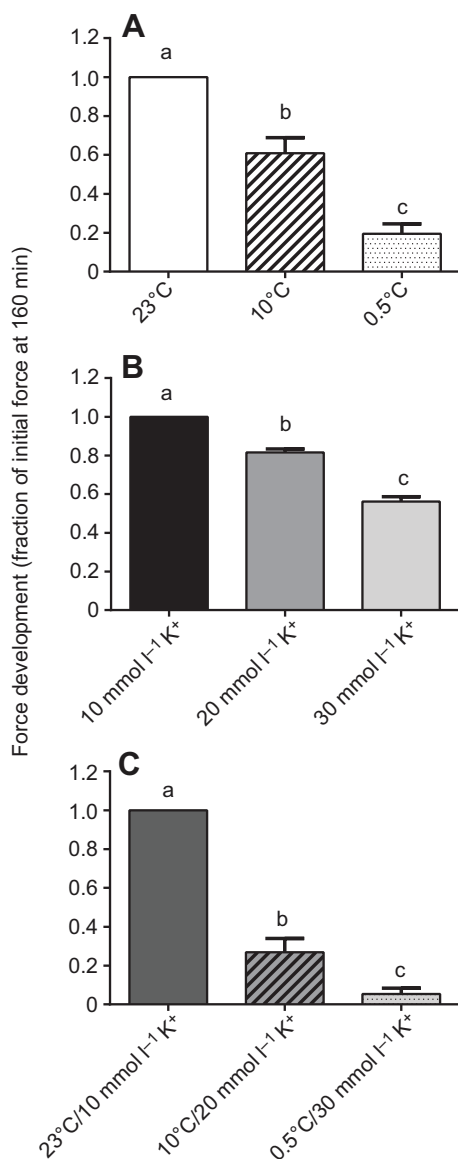 Force development (fraction of initial force at 160 min)
A
1.2
1.0
0.8
0.6
0.4
0.2
0
a
b
c
23°C
10°C
0.5°C
B
1.2
1.0
0.8
0.6
0.4
0.2
0
a
b
c
10 mmol l⁻¹ K⁺
20 mmol l⁻¹ K⁺
30 mmol l⁻¹ K⁺
C
1.2
1.0
0.8
0.6
0.4
0.2
0
a
b
c
23°C/10 mmol l⁻¹ K⁺
10°C/20 mmol l⁻¹ K⁺
0.5°C/30 mmol l⁻¹ K⁺